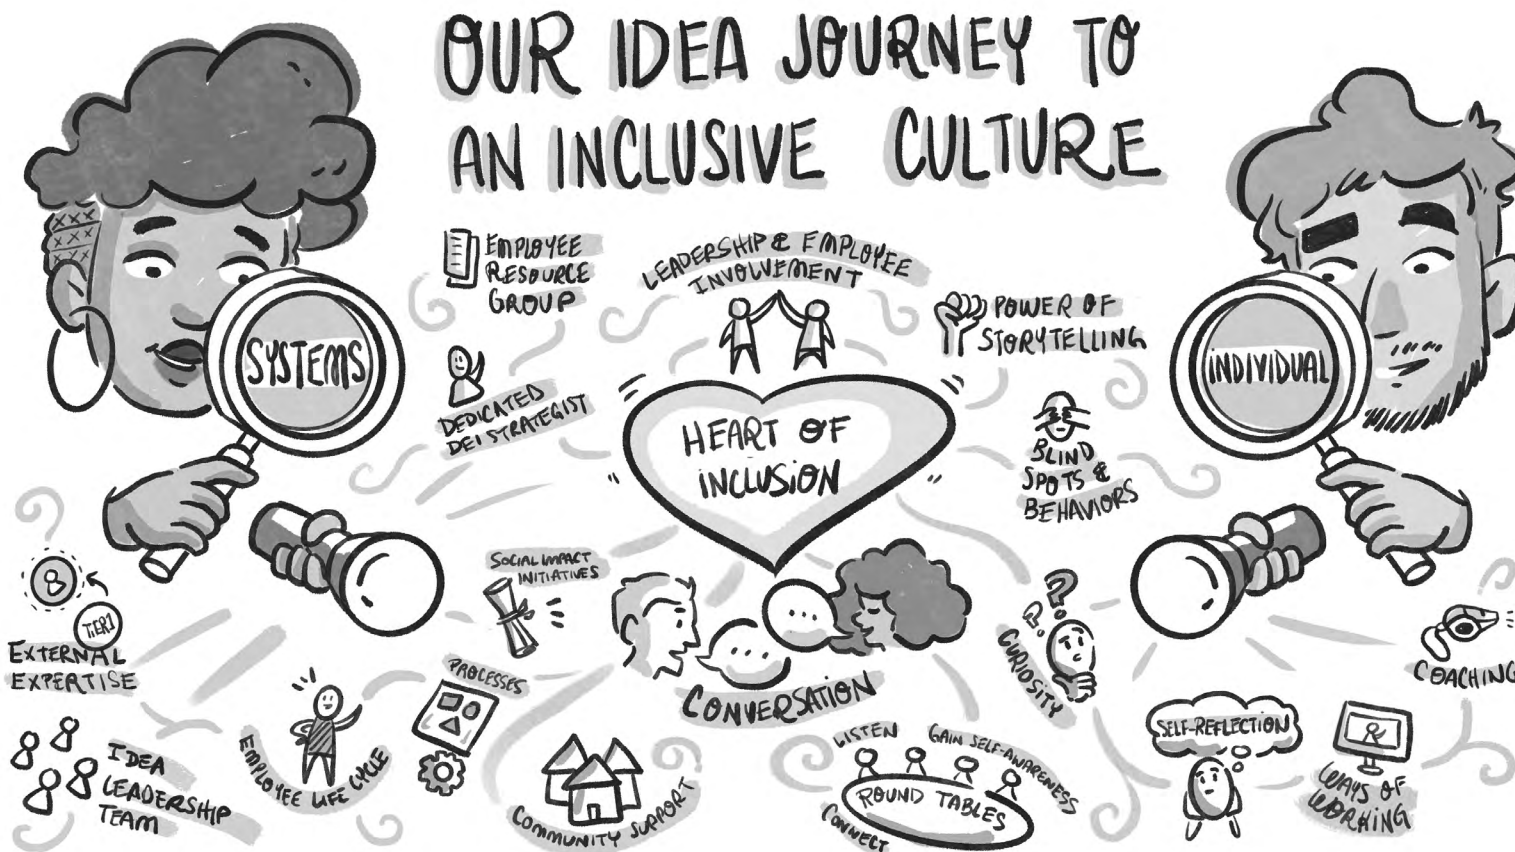 OUR IDEA JOURNEY TO
AN INCLUSIVE CULTURE
EMPLOYEE
RESOURCE
GROUP
LEADERSHIP & EMPLOYEE
INVOLVEMENT
POWER OF
STORYTELLING
SYSTEMS
INDIVIDUAL
DEDICATED
DEI STRATEGIST
HEART OF
INCLUSION
BLIND
SPOTS &
BEHAVIORS
SOCIAL IMPACT
INITIATIVES
TIER1
EXTERNAL
EXPERTISE
PROCESSES
CONVERSATION
CURIOSITY
COACHING
IDEA
LEADERSHIP
TEAM
EMPLOYEE LIFE CYCLE
COMMUNITY SUPPORT
LISTEN
GAIN SELF-AWARENESS
ROUND TABLES
CONNECT
SELF-REFLECTION
WAYS OF
WORKING